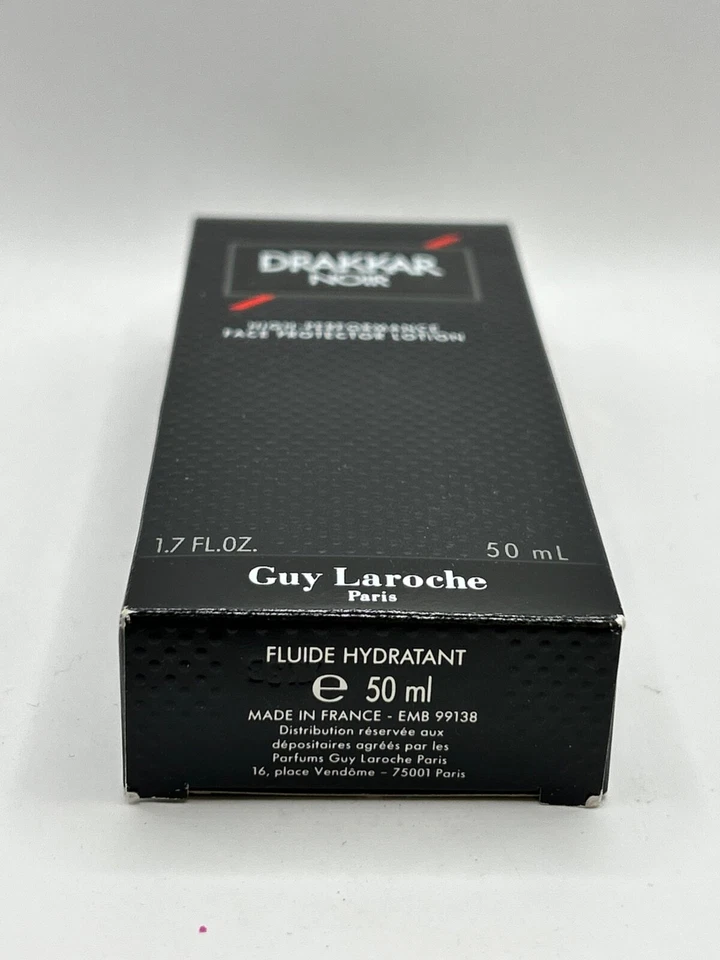 DRAKKAR
NOIR
HIGH PERFORMANCE
FACE PROTECTOR LOTION
1.7 FL.OZ.
50 mL
Guy Laroche
Paris
FLUIDE HYDRATANT
℮ 50 ml
MADE IN FRANCE - EMB 99138
Distribution réservée aux
dépositaires agréés par les
Parfums Guy Laroche Paris
16, place Vendôme – 75001 Paris